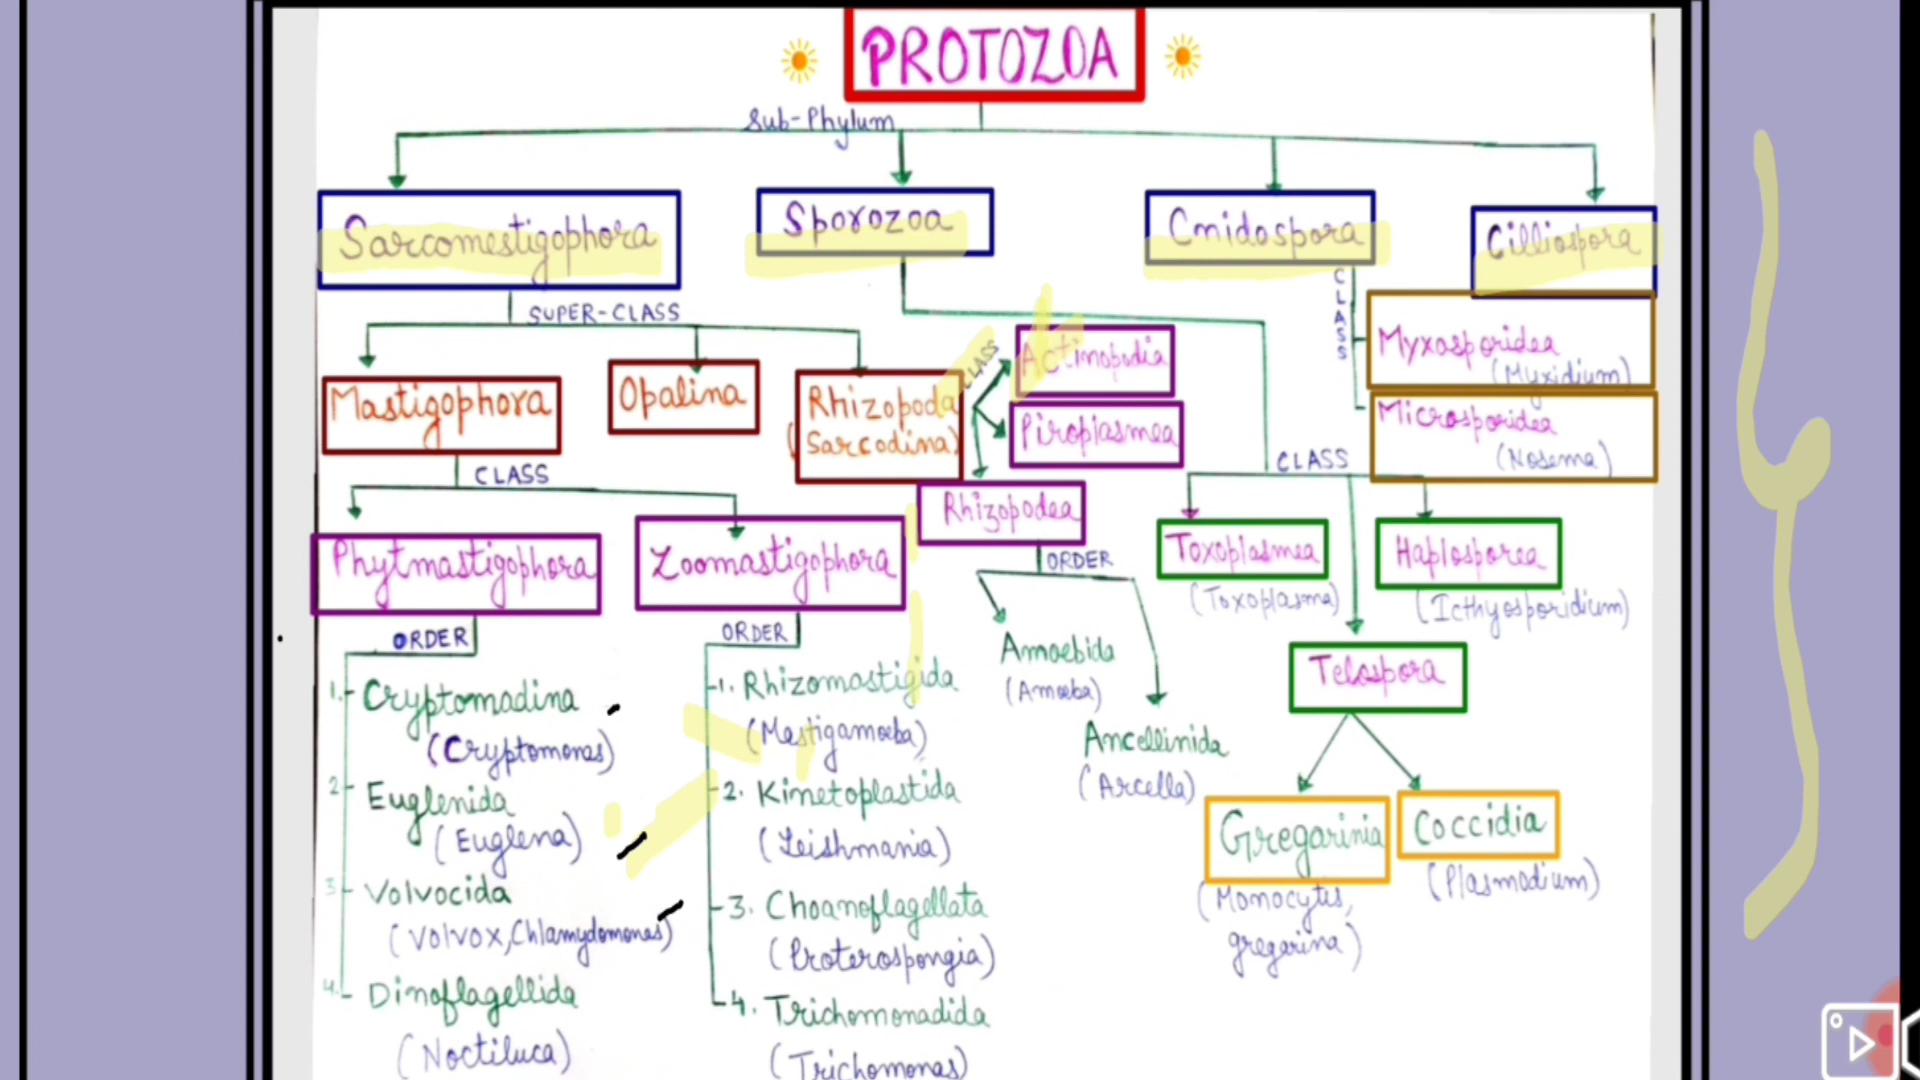 PROTOZOA
Sub-Phylum
Sarcomestigophora
Sporozoa
Cnidospora
Cilliospora
SUPER-CLASS
CLASS
Myxosporidea
(Myxidium)
Microsporidea
(Nosema)
Mastigophora
Opalina
Rhizopoda
(Sarcodina)
CLASS
Actinopodia
Piroplasmea
Rhizopodea
CLASS
CLASS
Phytmastigophora
Zoomastigophora
Toxoplasmea
(Toxoplasma)
Haplosporea
(Icthyosporidium)
ORDER
ORDER
ORDER
1. Cryptomadina
(Cryptomonas)
2 Euglenida
(Euglena)
3 Volvocida
(Volvox, Chlamydomonas)
4. Dinoflagellida
(Noctiluca)
1. Rhizomastigida
(Mastigamoeba)
2. Kinetoplastida
(Leishmania)
3. Choanoflagellata
(Proterospongia)
4. Trichomonadida
(Trichomonas)
Amoebida
(Amoeba)
Ancellinida
(Arcella)
Telospora
Gregarinia
(Monocytis,
gregarina)
Coccidia
(Plasmodium)